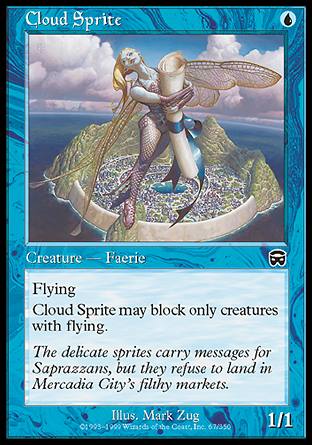 Cloud Sprite
Creature — Faerie
Flying
Cloud Sprite may block only creatures
with flying.
The delicate sprites carry messages for
Saprazzans, but they refuse to land in
Mercadia City's filthy markets.
Illus. Mark Zug
©1993-1999 Wizards of the Coast, Inc. 67/350
1/1